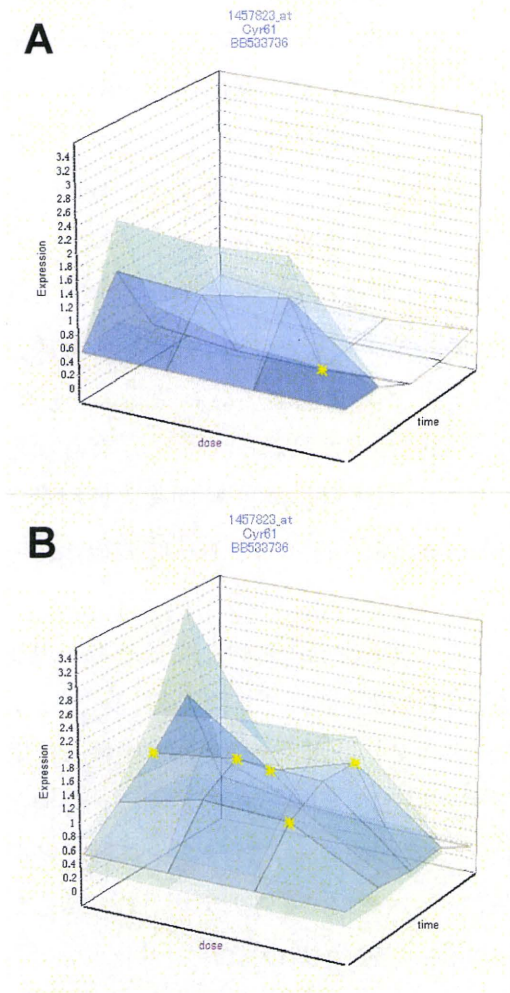 A
1457823_at
Cyr61
BB533736
3.4
3.2
3
2.8
2.6
2.4
2.2
2
1.8
1.6
1.4
1.2
1
0.8
0.6
0.4
0.2
0
Expression
dose
time
B
1457823_at
Cyr61
BB533736
3.4
3.2
3
2.8
2.6
2.4
2.2
2
1.8
1.6
1.4
1.2
1
0.8
0.6
0.4
0.2
0
Expression
dose
time